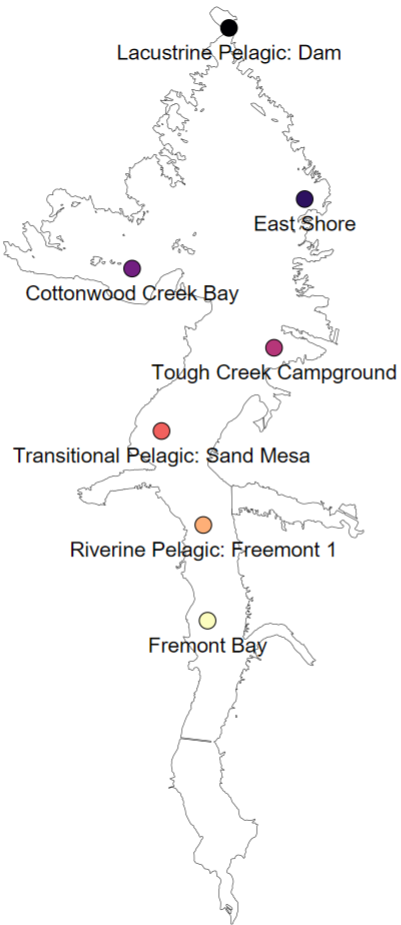 Lacustrine Pelagic: Dam
East Shore
Cottonwood Creek Bay
Tough Creek Campground
Transitional Pelagic: Sand Mesa
Riverine Pelagic: Freemont 1
Fremont Bay